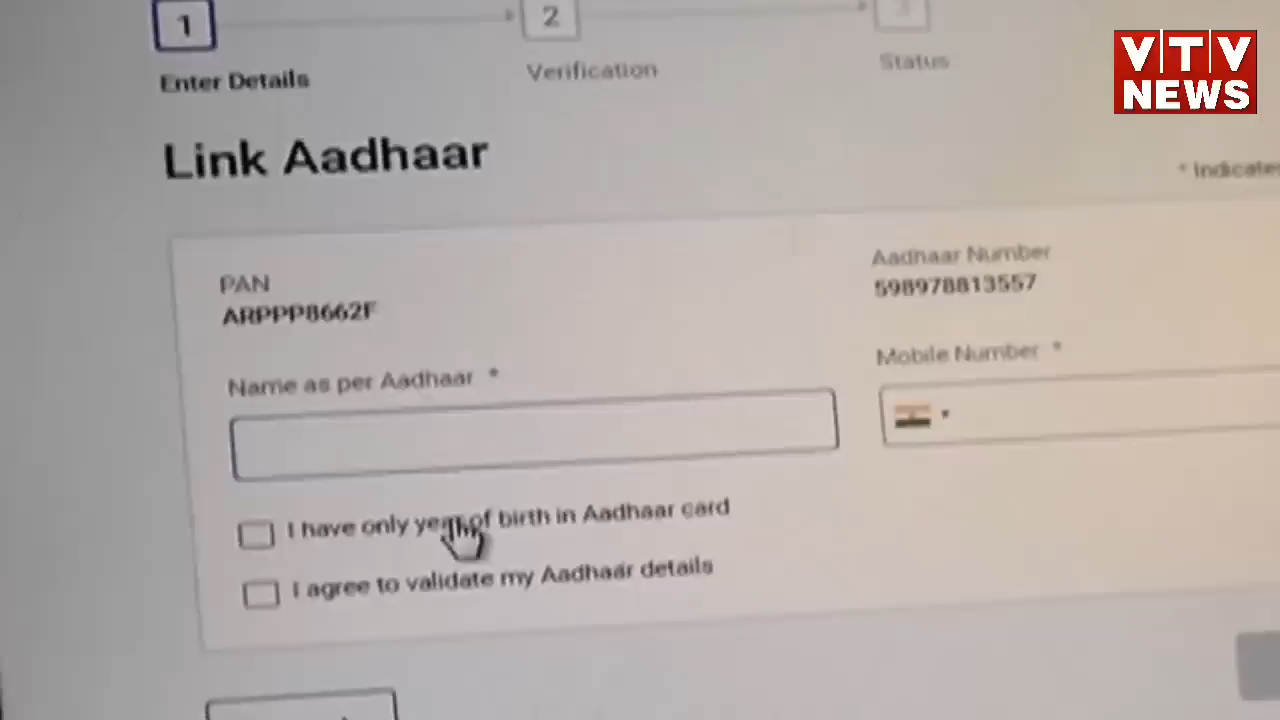 1 2 3
Enter Details Verification Status
VTV
NEWS
Link Aadhaar
PAN
ARPPP8662F
Aadhaar Number
598978813557
Name as per Aadhaar *
Mobile Number *
I have only year of birth in Aadhaar card
I agree to validate my Aadhaar details